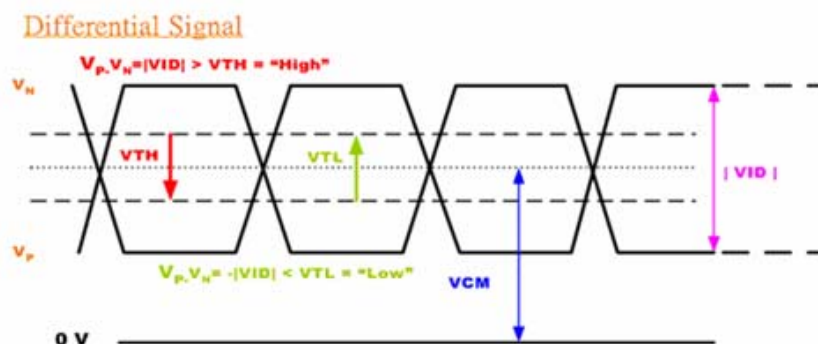 Differential Signal
VP-VN=|VID| > VTH = “High”
VN
VTH
VTL
| VID |
VP
VP-VN= -|VID| < VTL = “Low”
VCM
0 V